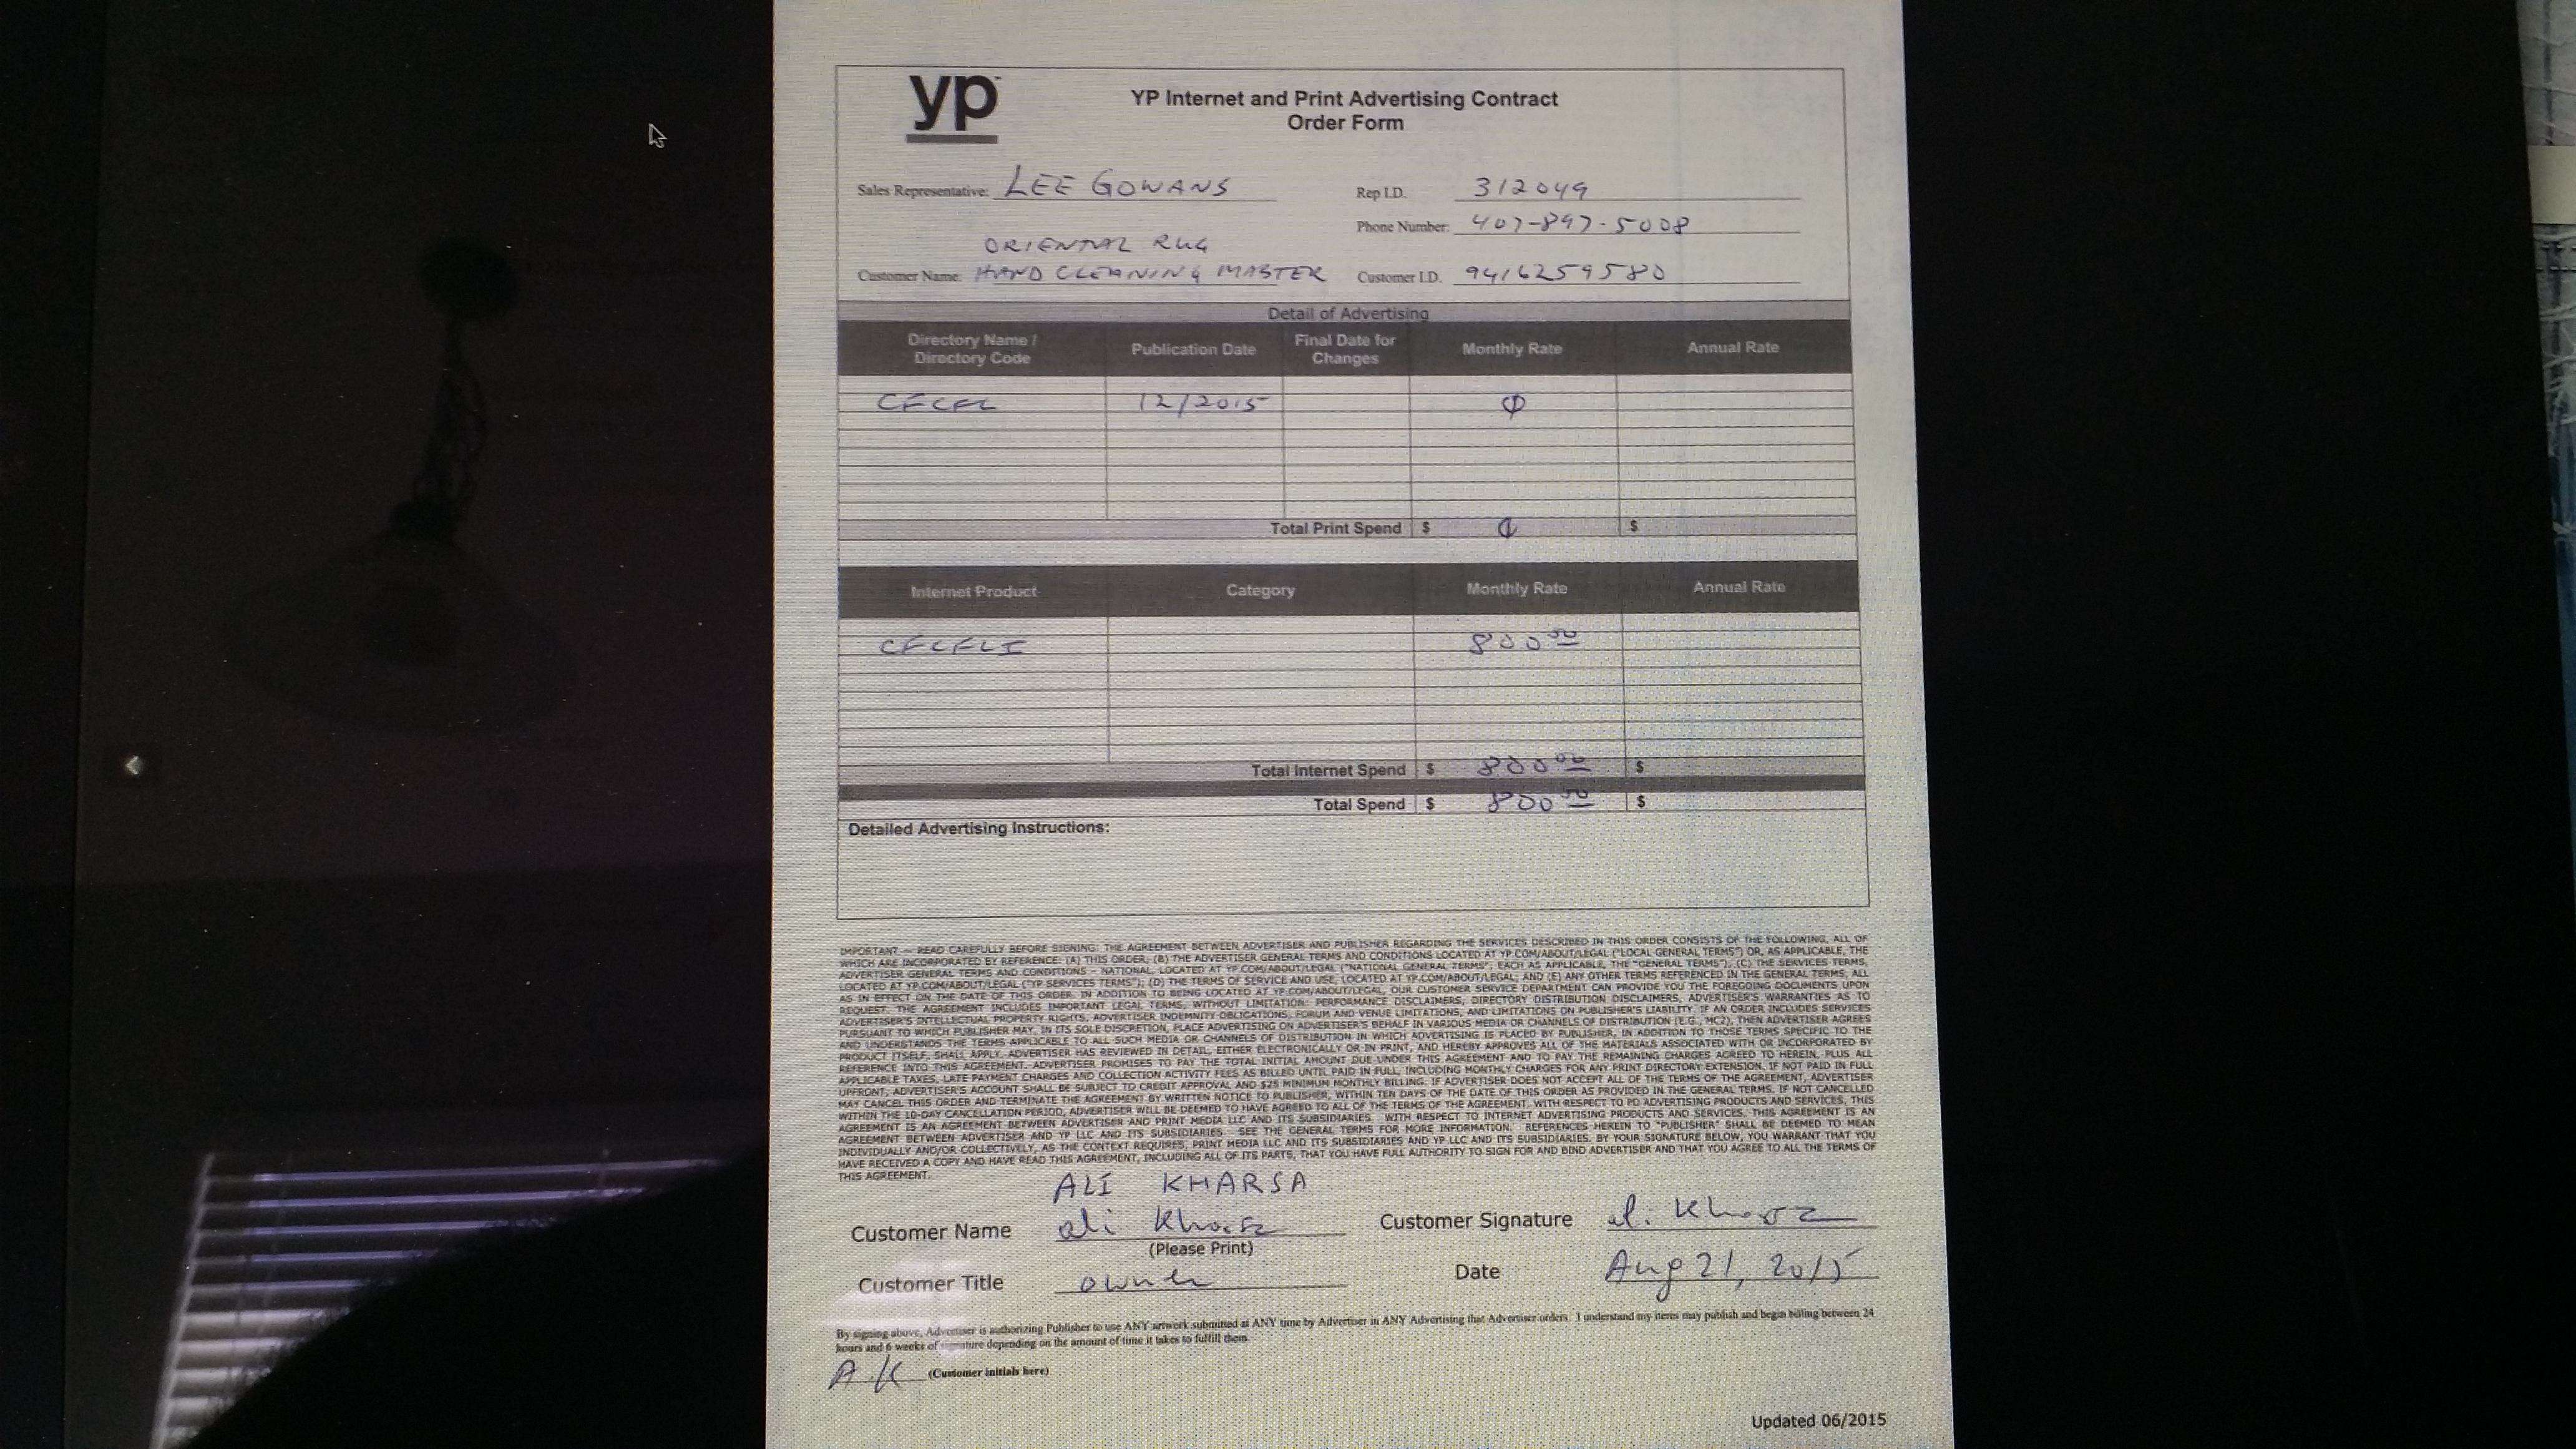 yp
YP Internet and Print Advertising Contract
Order Form
Sales Representative: LEE GOWANS
Rep I.D. 312049
Phone Number: 407-897-5008
ORIENTAL RUG
Customer Name: HAND CLEANING MASTER
Customer I.D. 9416259580
Detail of Advertising
Directory Name / Directory Code Publication Date Final Date for Changes Monthly Rate Annual Rate
CFCFL 12/2015 Φ
Total Print Spend $ Φ $
Internet Product Category Monthly Rate Annual Rate
CFCFLI 800.00
Total Internet Spend $ 800.00 $
Total Spend $ 800.00 $
Detailed Advertising Instructions:
IMPORTANT – READ CAREFULLY BEFORE SIGNING: THE AGREEMENT BETWEEN ADVERTISER AND PUBLISHER REGARDING THE SERVICES DESCRIBED IN THIS ORDER CONSISTS OF THE FOLLOWING, ALL OF
WHICH ARE INCORPORATED BY REFERENCE: (A) THIS ORDER; (B) THE ADVERTISER GENERAL TERMS AND CONDITIONS LOCATED AT YP.COM/ABOUT/LEGAL ("LOCAL GENERAL TERMS") OR, AS APPLICABLE, THE
ADVERTISER GENERAL TERMS AND CONDITIONS – NATIONAL, LOCATED AT YP.COM/ABOUT/LEGAL ("NATIONAL GENERAL TERMS"; EACH AS APPLICABLE, THE "GENERAL TERMS"); (C) THE SERVICES TERMS,
LOCATED AT YP.COM/ABOUT/LEGAL ("YP SERVICES TERMS"); (D) THE TERMS OF SERVICE AND USE, LOCATED AT YP.COM/ABOUT/LEGAL; AND (E) ANY OTHER TERMS REFERENCED IN THE GENERAL TERMS, ALL
AS IN EFFECT ON THE DATE OF THIS ORDER. IN ADDITION TO BEING LOCATED AT YP.COM/ABOUT/LEGAL, OUR CUSTOMER SERVICE DEPARTMENT CAN PROVIDE YOU THE FOREGOING DOCUMENTS UPON
REQUEST. THE AGREEMENT INCLUDES IMPORTANT LEGAL TERMS, WITHOUT LIMITATION: PERFORMANCE DISCLAIMERS, DIRECTORY DISTRIBUTION DISCLAIMERS, ADVERTISER'S WARRANTIES AS TO
ADVERTISER'S INTELLECTUAL PROPERTY RIGHTS, ADVERTISER INDEMNITY OBLIGATIONS, FORUM AND VENUE LIMITATIONS, AND LIMITATIONS ON PUBLISHER'S LIABILITY. IF AN ORDER INCLUDES SERVICES
PURSUANT TO WHICH PUBLISHER MAY, IN ITS SOLE DISCRETION, PLACE ADVERTISING ON ADVERTISER'S BEHALF IN VARIOUS MEDIA OR CHANNELS OF DISTRIBUTION (E.G., MC2), THEN ADVERTISER AGREES
AND UNDERSTANDS THE TERMS APPLICABLE TO ALL SUCH MEDIA OR CHANNELS OF DISTRIBUTION IN WHICH ADVERTISING IS PLACED BY PUBLISHER, IN ADDITION TO THOSE TERMS SPECIFIC TO THE
PRODUCT ITSELF, SHALL APPLY. ADVERTISER HAS REVIEWED IN DETAIL, EITHER ELECTRONICALLY OR IN PRINT, AND HEREBY APPROVES ALL OF THE MATERIALS ASSOCIATED WITH OR INCORPORATED BY
REFERENCE INTO THIS AGREEMENT. ADVERTISER PROMISES TO PAY THE TOTAL INITIAL AMOUNT DUE UNDER THIS AGREEMENT AND TO PAY THE REMAINING CHARGES AGREED TO HEREIN, PLUS ALL
APPLICABLE TAXES, LATE PAYMENT CHARGES AND COLLECTION ACTIVITY FEES AS BILLED UNTIL PAID IN FULL, INCLUDING MONTHLY CHARGES FOR ANY PRINT DIRECTORY EXTENSION. IF NOT PAID IN FULL
UPFRONT, ADVERTISER'S ACCOUNT SHALL BE SUBJECT TO CREDIT APPROVAL AND $25 MINIMUM MONTHLY BILLING. IF ADVERTISER DOES NOT ACCEPT ALL OF THE TERMS OF THE AGREEMENT, ADVERTISER
MAY CANCEL THIS ORDER AND TERMINATE THE AGREEMENT BY WRITTEN NOTICE TO PUBLISHER, WITHIN TEN DAYS OF THE DATE OF THIS ORDER AS PROVIDED IN THE GENERAL TERMS. IF NOT CANCELLED
WITHIN THE 10-DAY CANCELLATION PERIOD, ADVERTISER WILL BE DEEMED TO HAVE AGREED TO ALL OF THE TERMS OF THE AGREEMENT. WITH RESPECT TO PD ADVERTISING PRODUCTS AND SERVICES, THIS
AGREEMENT IS AN AGREEMENT BETWEEN ADVERTISER AND PRINT MEDIA LLC AND ITS SUBSIDIARIES. WITH RESPECT TO INTERNET ADVERTISING PRODUCTS AND SERVICES, THIS AGREEMENT IS AN
AGREEMENT BETWEEN ADVERTISER AND YP LLC AND ITS SUBSIDIARIES. SEE THE GENERAL TERMS FOR MORE INFORMATION. REFERENCES HEREIN TO "PUBLISHER" SHALL BE DEEMED TO MEAN
INDIVIDUALLY AND/OR COLLECTIVELY, AS THE CONTEXT REQUIRES, PRINT MEDIA LLC AND ITS SUBSIDIARIES AND YP LLC AND ITS SUBSIDIARIES. BY YOUR SIGNATURE BELOW, YOU WARRANT THAT YOU
HAVE RECEIVED A COPY AND HAVE READ THIS AGREEMENT, INCLUDING ALL OF ITS PARTS, THAT YOU HAVE FULL AUTHORITY TO SIGN FOR AND BIND ADVERTISER AND THAT YOU AGREE TO ALL THE TERMS OF
THIS AGREEMENT.
ALI KHARSA
Customer Name ali Kharsa
Customer Signature ali Kharsa
(Please Print)
Customer Title owner
Date Aug 21, 2015
By signing above, Advertiser is authorizing Publisher to use ANY artwork submitted at ANY time by Advertiser in ANY Advertising that Advertiser orders. I understand my items may publish and begin billing between 24
hours and 6 weeks of signature depending on the amount of time it takes to fulfill them.
A.K (Customer initials here)
Updated 06/2015